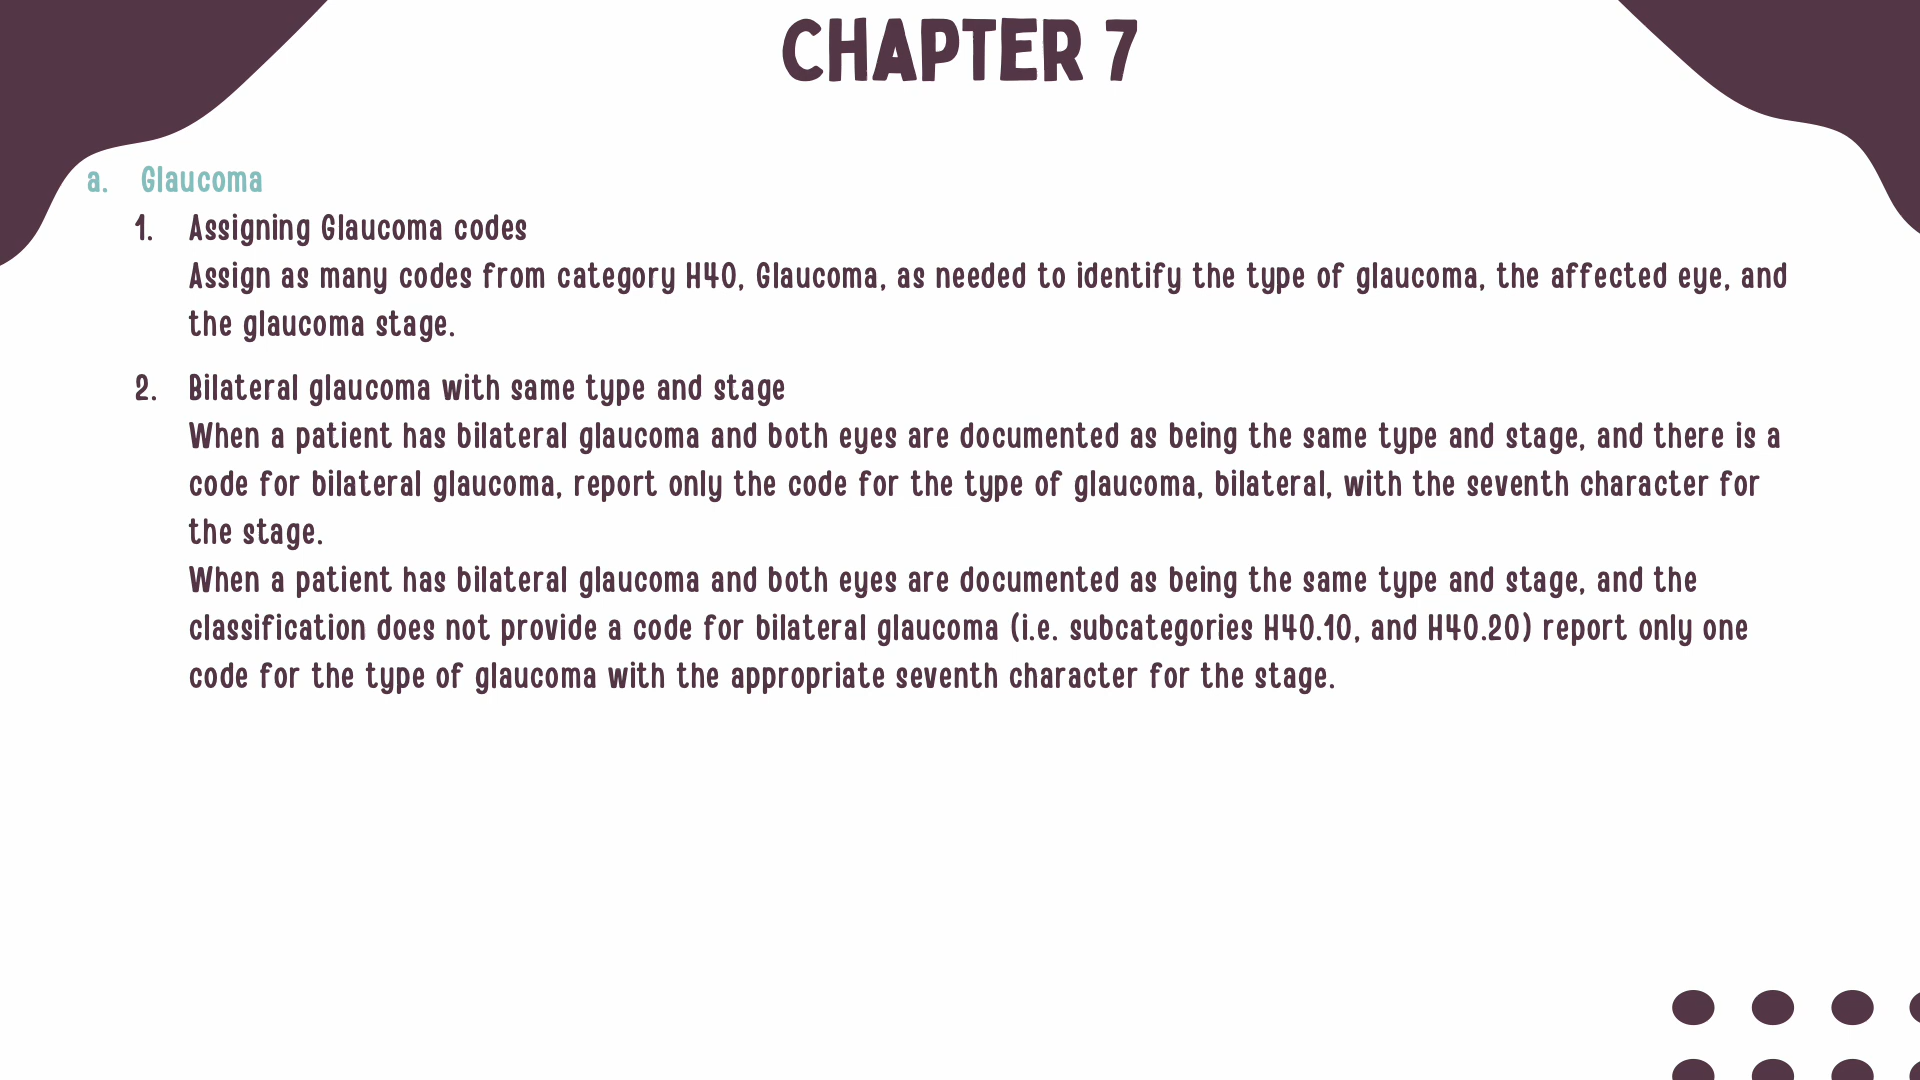 CHAPTER 7
a. Glaucoma
1. Assigning Glaucoma codes
Assign as many codes from category H40, Glaucoma, as needed to identify the type of glaucoma, the affected eye, and
the glaucoma stage.
2. Bilateral glaucoma with same type and stage
When a patient has bilateral glaucoma and both eyes are documented as being the same type and stage, and there is a
code for bilateral glaucoma, report only the code for the type of glaucoma, bilateral, with the seventh character for
the stage.
When a patient has bilateral glaucoma and both eyes are documented as being the same type and stage, and the
classification does not provide a code for bilateral glaucoma (i.e. subcategories H40.10, and H40.20) report only one
code for the type of glaucoma with the appropriate seventh character for the stage.